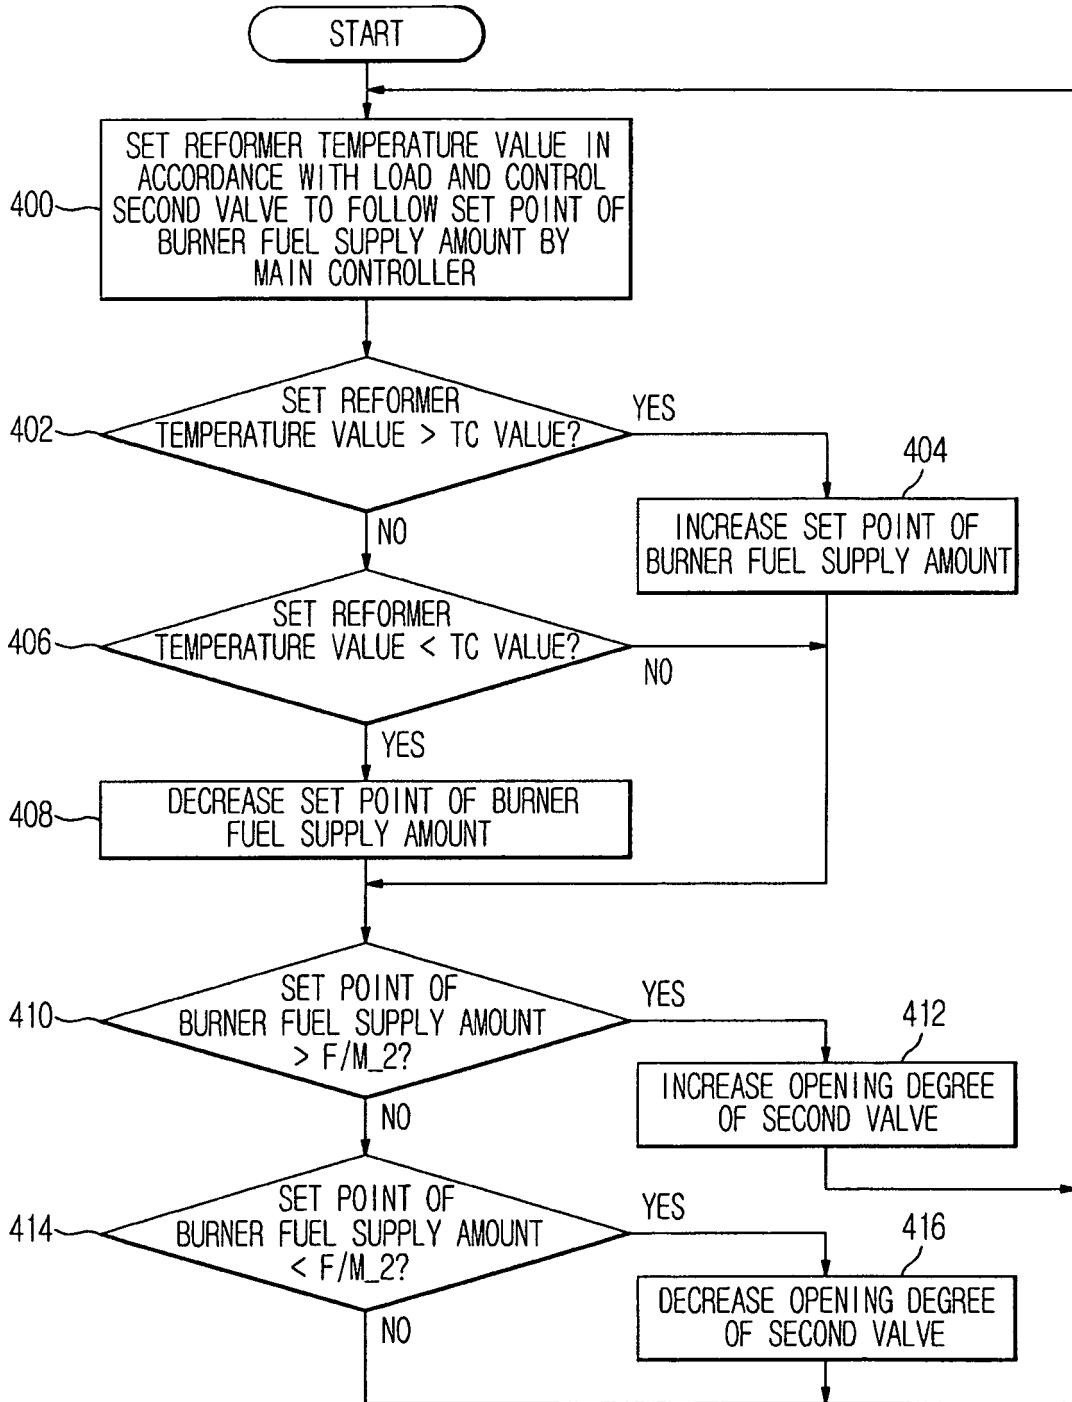 START
SET REFORMER TEMPERATURE VALUE IN
ACCORDANCE WITH LOAD AND CONTROL
SECOND VALVE TO FOLLOW SET POINT OF
BURNER FUEL SUPPLY AMOUNT BY
MAIN CONTROLLER
400
SET REFORMER
TEMPERATURE VALUE > TC VALUE?
402
YES
NO
404
INCREASE SET POINT OF
BURNER FUEL SUPPLY AMOUNT
SET REFORMER
TEMPERATURE VALUE < TC VALUE?
406
NO
YES
DECREASE SET POINT OF BURNER
FUEL SUPPLY AMOUNT
408
SET POINT OF
BURNER FUEL SUPPLY AMOUNT
> F/M_2?
410
YES
NO
412
INCREASE OPENING DEGREE
OF SECOND VALVE
SET POINT OF
BURNER FUEL SUPPLY AMOUNT
< F/M_2?
414
YES
NO
416
DECREASE OPENING DEGREE
OF SECOND VALVE